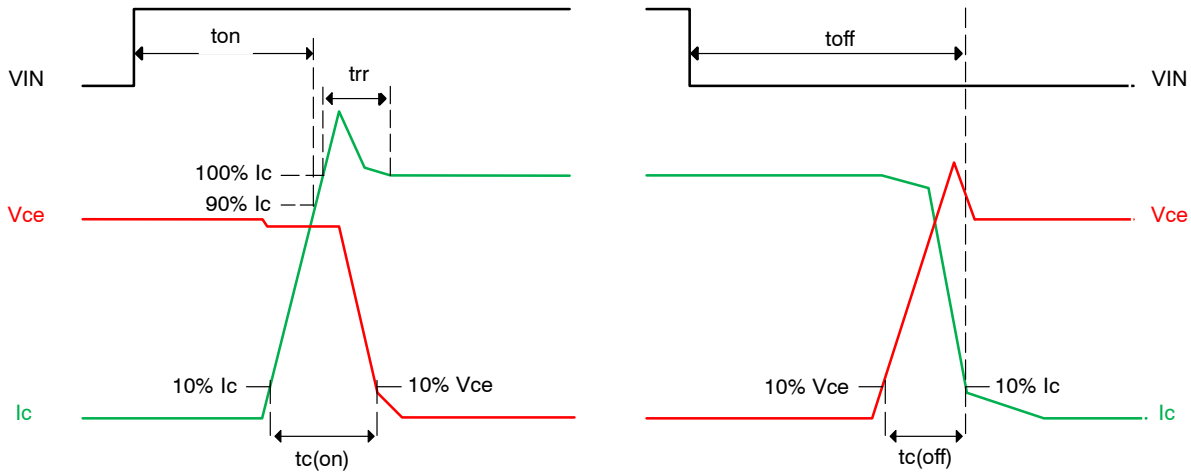 ton
trr
VIN
100% Ic
90% Ic
Vce
10% Ic
10% Vce
Ic
tc(on)
toff
VIN
Vce
10% Vce
10% Ic
Ic
tc(off)